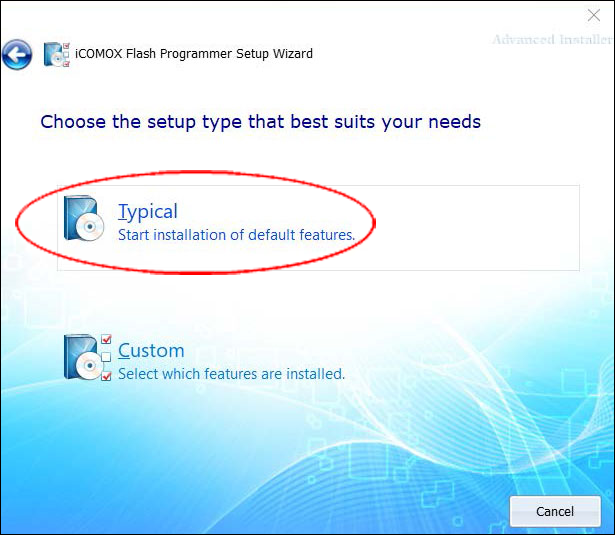 Advanced Installer
iCOMOX Flash Programmer Setup Wizard
Choose the setup type that best suits your needs
Typical
Start installation of default features.
Custom
Select which features are installed.
Cancel